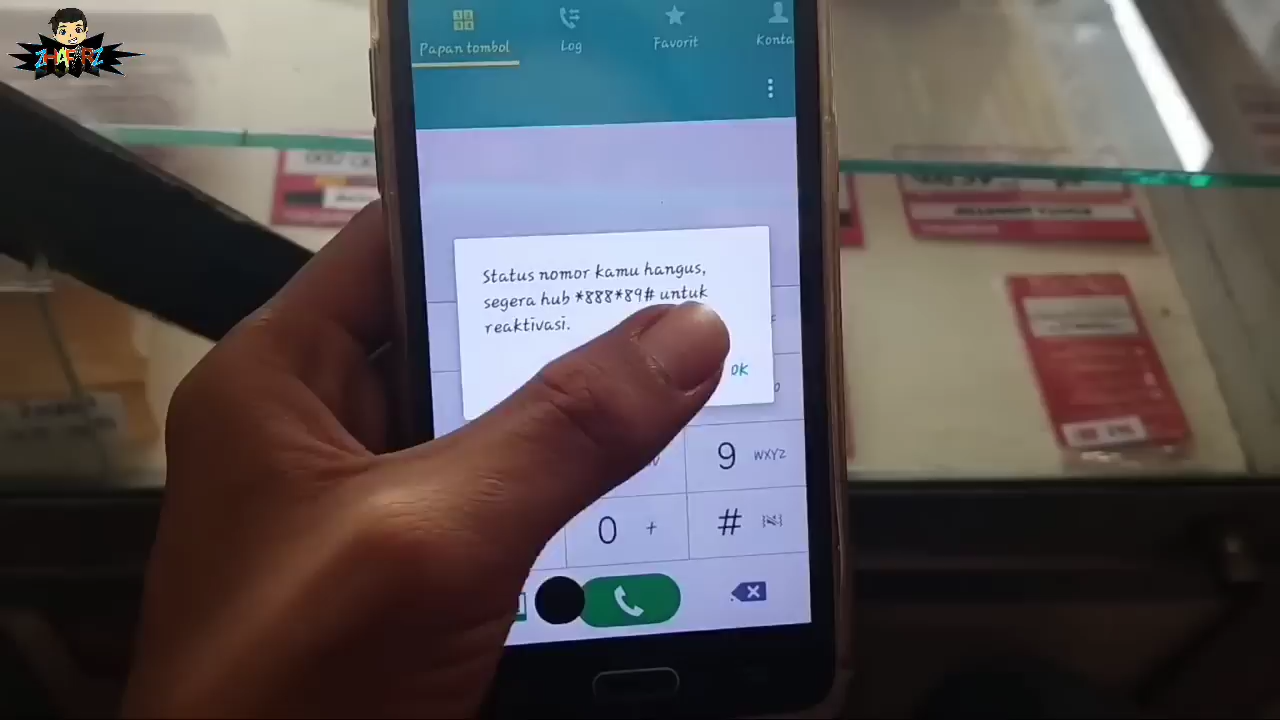 ZHAFARZ
Papan tombol
Log
Favorit
Konta
Status nomor kamu hangus,
segera hub *888*89# untuk
reaktivasi.
OK
9 WXYZ
0 +
#